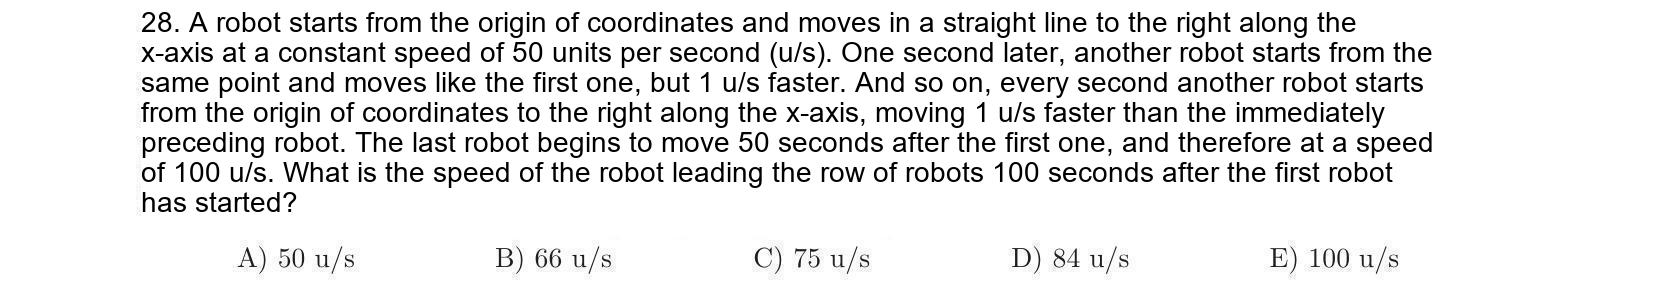 28. A robot starts from the origin of coordinates and moves in a straight line to the right along the
x-axis at a constant speed of 50 units per second (u/s). One second later, another robot starts from the
same point and moves like the first one, but 1 u/s faster. And so on, every second another robot starts
from the origin of coordinates to the right along the x-axis, moving 1 u/s faster than the immediately
preceding robot. The last robot begins to move 50 seconds after the first one, and therefore at a speed
of 100 u/s. What is the speed of the robot leading the row of robots 100 seconds after the first robot
has started?
A) 50 u/s B) 66 u/s C) 75 u/s D) 84 u/s E) 100 u/s